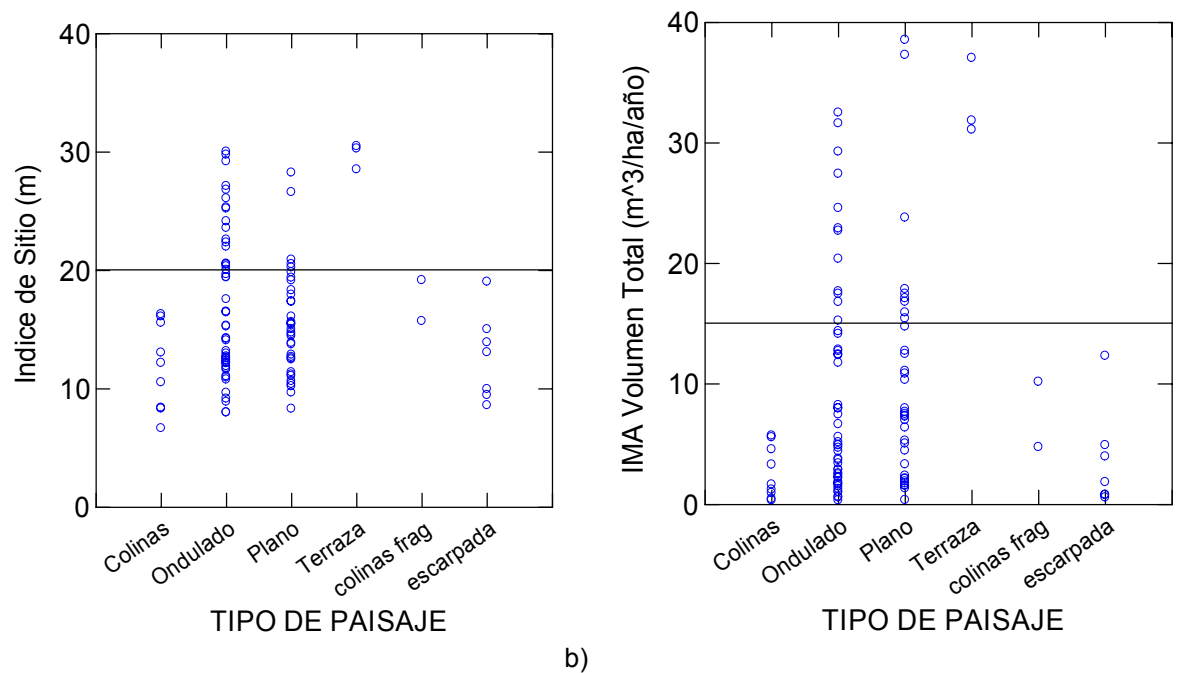 40
30
20
10
0
Indice de Sitio (m)
Colinas
Ondulado
Plano
Terraza
colinas frag
escarpada
TIPO DE PAISAJE
40
30
20
10
0
IMA Volumen Total (m^3/ha/año)
Colinas
Ondulado
Plano
Terraza
colinas frag
escarpada
TIPO DE PAISAJE
b)